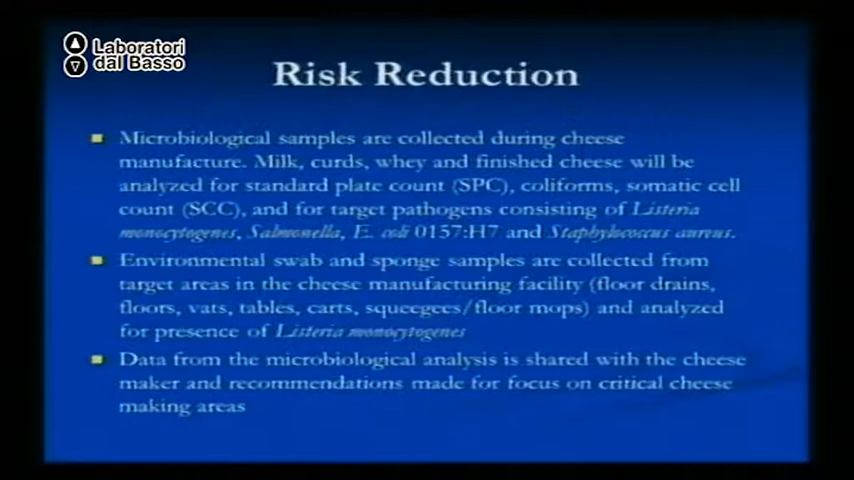 Laboratori
dal Basso
Risk Reduction
Microbiological samples are collected during cheese
manufacture. Milk, curds, whey and finished cheese will be
analyzed for standard plate count (SPC), coliforms, somatic cell
count (SCC), and for target pathogens consisting of Listeria
monocytogenes, Salmonella, E. coli 0157:H7 and Staphylococcus aureus.
Environmental swab and sponge samples are collected from
target areas in the cheese manufacturing facility (floor drains,
floors, vats, tables, carts, squeegees/floor mops) and analyzed
for presence of Listeria monocytogenes
Data from the microbiological analysis is shared with the cheese
maker and recommendations made for focus on critical cheese
making areas